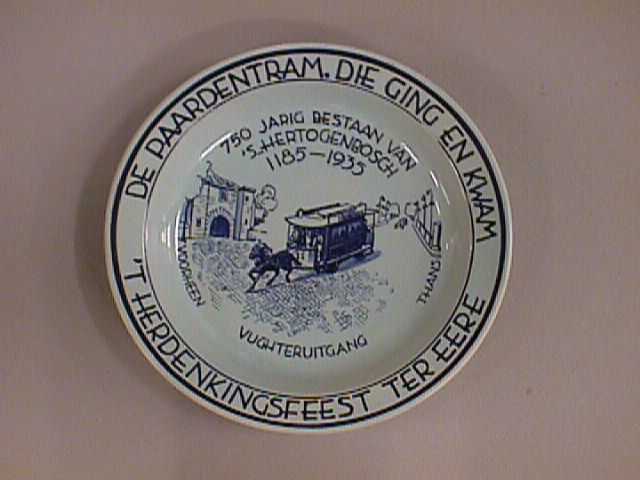 DE PAARDENTRAM. DIE GING EN KWAM
'T HERDENKINGSFEEST TER EERE
750 JARIG BESTAAN VAN
'S-HERTOGENBOSCH
1185-1935
VOORHEEN
THANS
VUGHTERUITGANG